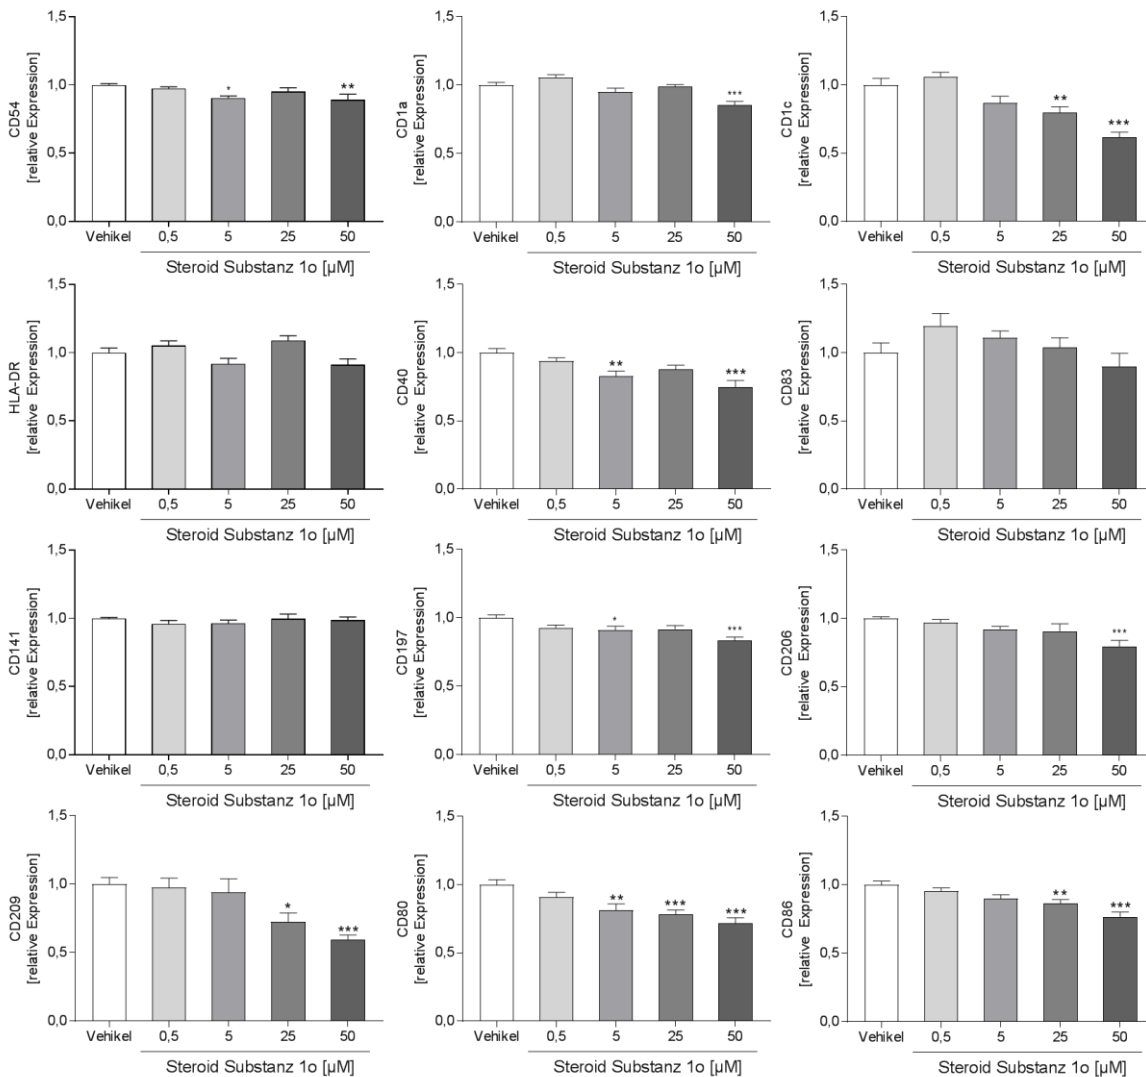 CD54
[relative Expression]
1,5
1,0
0,5
0,0
* **
Vehikel 0,5 5 25 50
Steroid Substanz 1o [µM]
CD1a
[relative Expression]
1,5
1,0
0,5
0,0
***
Vehikel 0,5 5 25 50
Steroid Substanz 1o [µM]
CD1c
[relative Expression]
1,5
1,0
0,5
0,0
** ***
Vehikel 0,5 5 25 50
Steroid Substanz 1o [µM]
HLA-DR
[relative Expression]
1,5
1,0
0,5
0,0
Vehikel 0,5 5 25 50
Steroid Substanz 1o [µM]
CD40
[relative Expression]
1,5
1,0
0,5
0,0
** ***
Vehikel 0,5 5 25 50
Steroid Substanz 1o [µM]
CD83
[relative Expression]
1,5
1,0
0,5
0,0
Vehikel 0,5 5 25 50
Steroid Substanz 1o [µM]
CD141
[relative Expression]
1,5
1,0
0,5
0,0
Vehikel 0,5 5 25 50
Steroid Substanz 1o [µM]
CD197
[relative Expression]
1,5
1,0
0,5
0,0
* ***
Vehikel 0,5 5 25 50
Steroid Substanz 1o [µM]
CD206
[relative Expression]
1,5
1,0
0,5
0,0
***
Vehikel 0,5 5 25 50
Steroid Substanz 1o [µM]
CD209
[relative Expression]
1,5
1,0
0,5
0,0
* ***
Vehikel 0,5 5 25 50
Steroid Substanz 1o [µM]
CD80
[relative Expression]
1,5
1,0
0,5
0,0
** *** ***
Vehikel 0,5 5 25 50
Steroid Substanz 1o [µM]
CD86
[relative Expression]
1,5
1,0
0,5
0,0
** ***
Vehikel 0,5 5 25 50
Steroid Substanz 1o [µM]